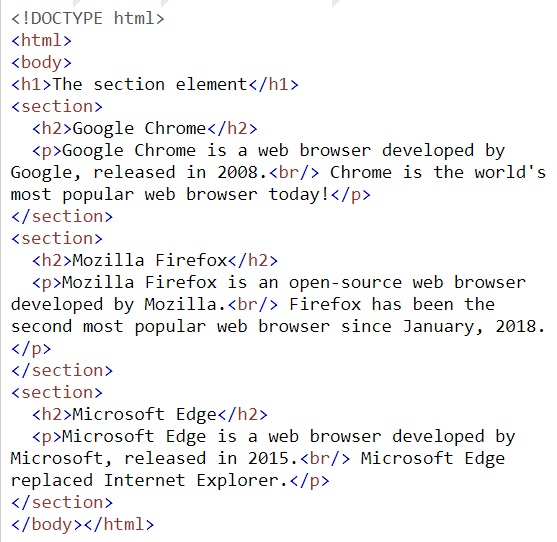 <!DOCTYPE html>
<html>
<body>
<h1>The section element</h1>
<section>
  <h2>Google Chrome</h2>
  <p>Google Chrome is a web browser developed by
Google, released in 2008.<br/> Chrome is the world's
most popular web browser today!</p>
</section>
<section>
  <h2>Mozilla Firefox</h2>
  <p>Mozilla Firefox is an open-source web browser
developed by Mozilla.<br/> Firefox has been the
second most popular web browser since January, 2018.
</p>
</section>
<section>
  <h2>Microsoft Edge</h2>
  <p>Microsoft Edge is a web browser developed by
Microsoft, released in 2015.<br/> Microsoft Edge
replaced Internet Explorer.</p>
</section>
</body></html>